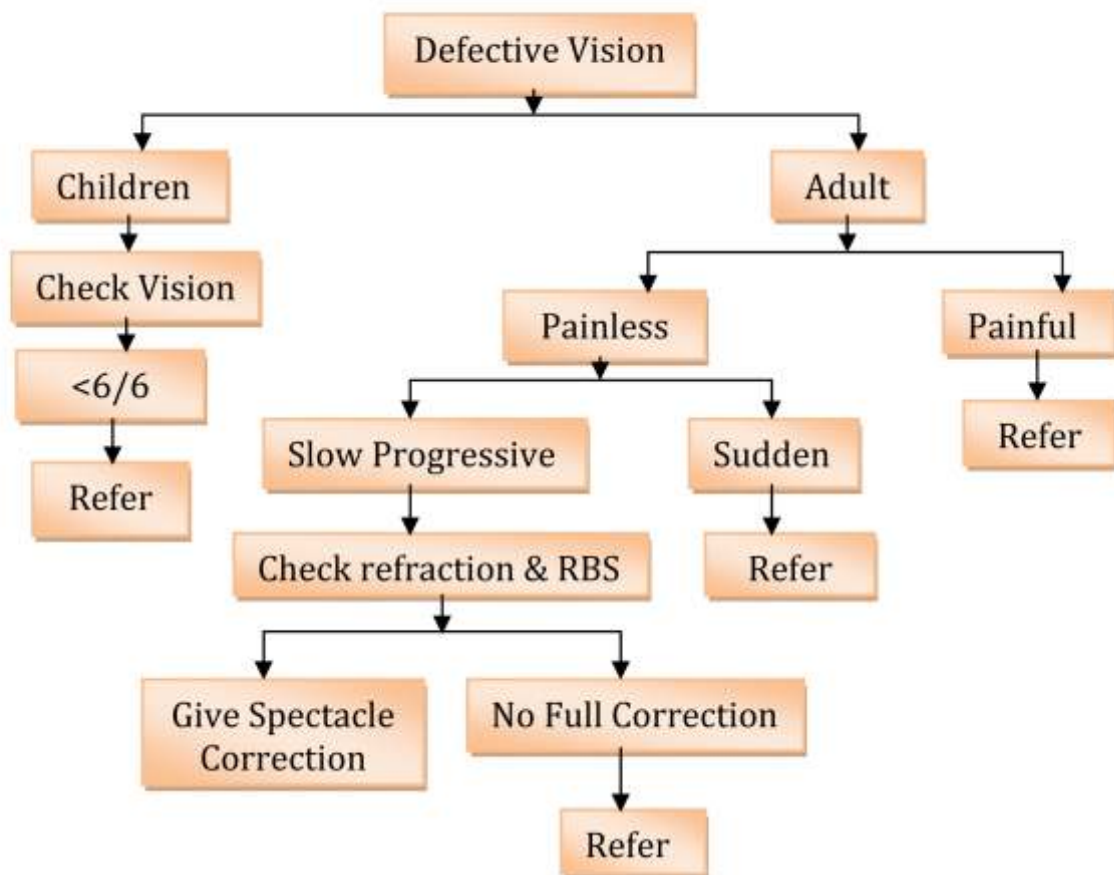 Defective Vision
Children
Adult
Check Vision
Painless
Painful
<6/6
Slow Progressive
Sudden
Refer
Refer
Check refraction & RBS
Refer
Give Spectacle
Correction
No Full Correction
Refer